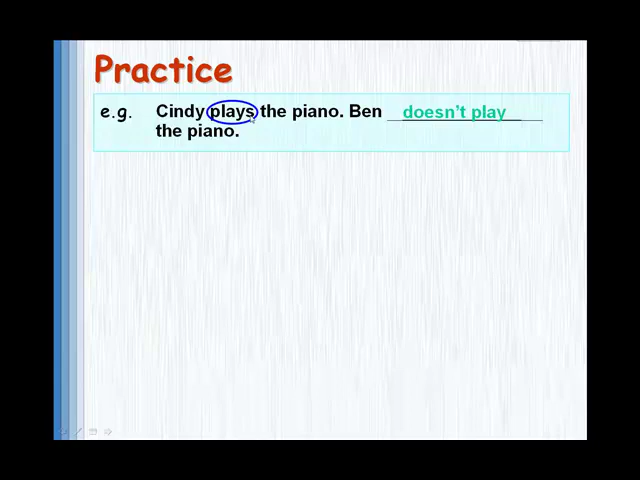 Practice
e.g. Cindy plays the piano. Ben doesn't play
the piano.